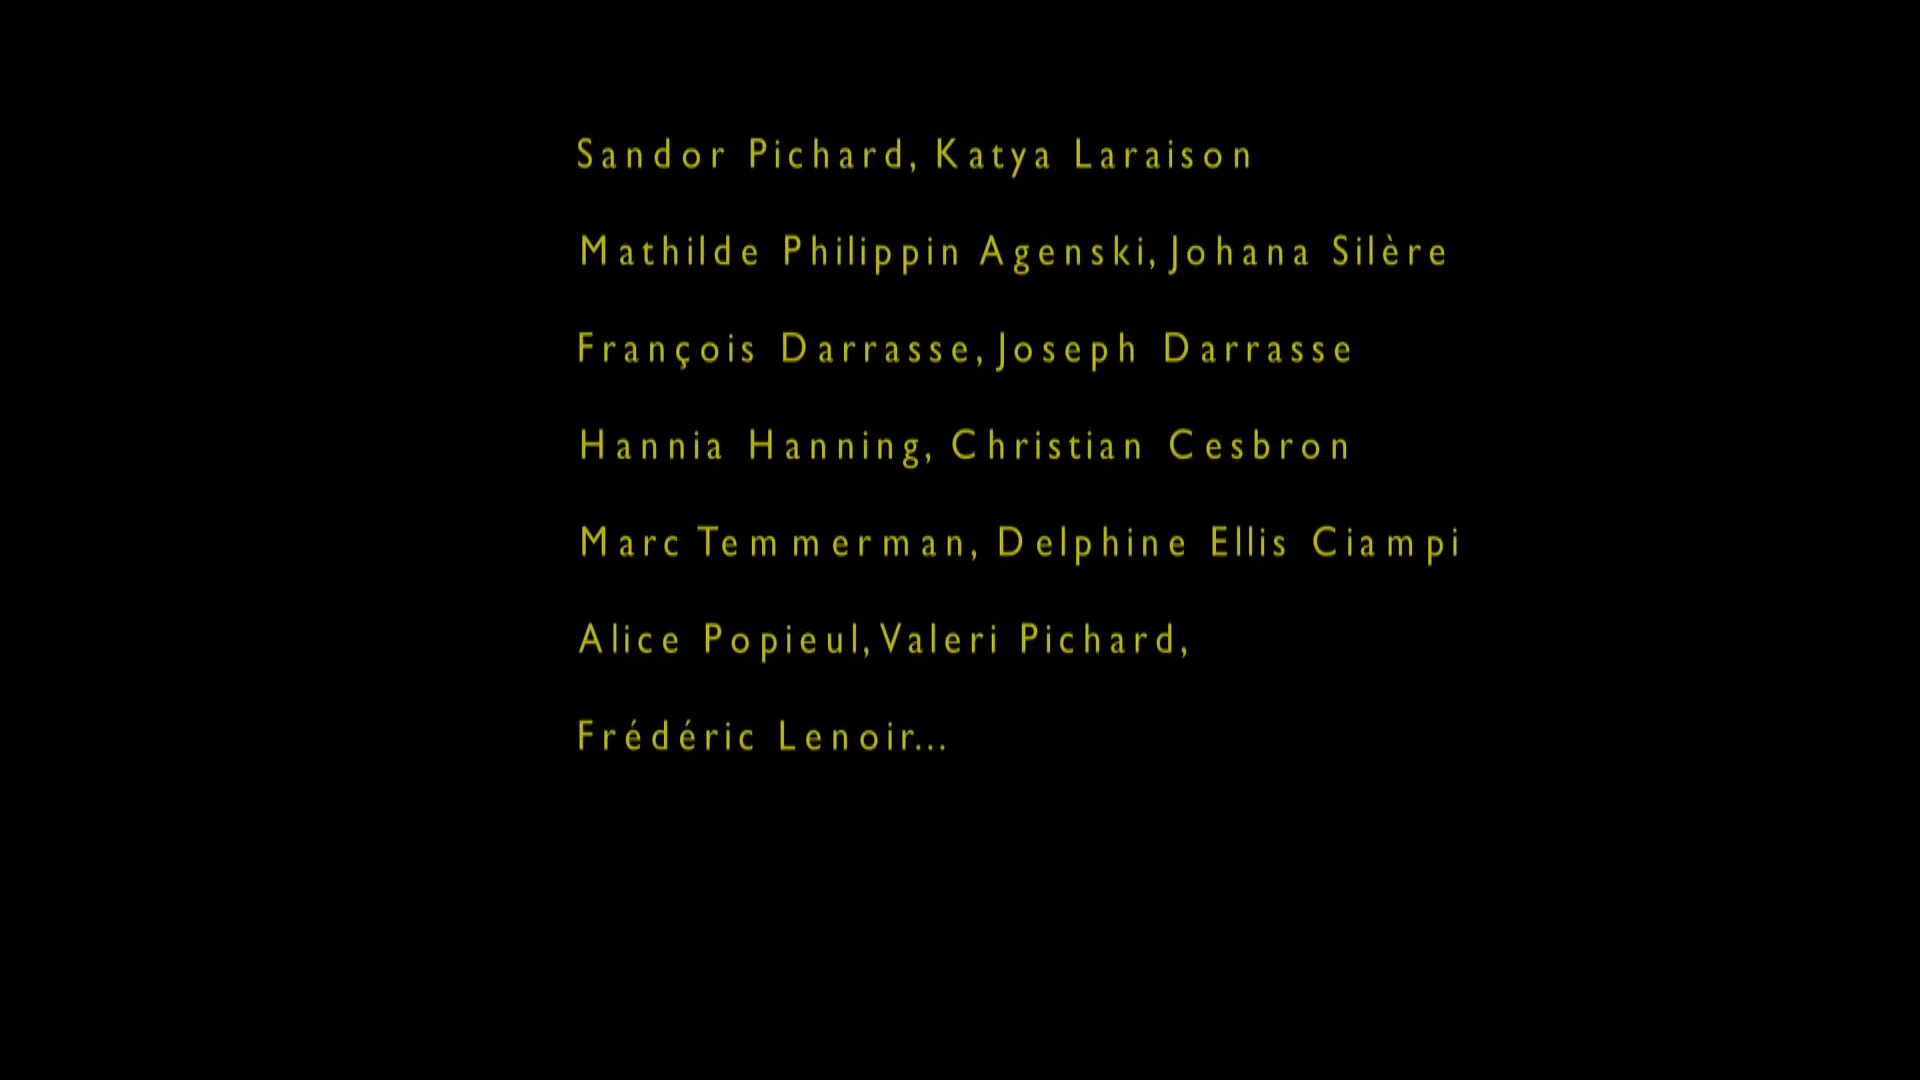 Sandor Pichard, Katya Laraison
Mathilde Philippin Agenski, Johana Silère
François Darrasse, Joseph Darrasse
Hannia Hanning, Christian Cesbron
Marc Temmerman, Delphine Ellis Ciampi
Alice Popieul, Valeri Pichard,
Frédéric Lenoir...